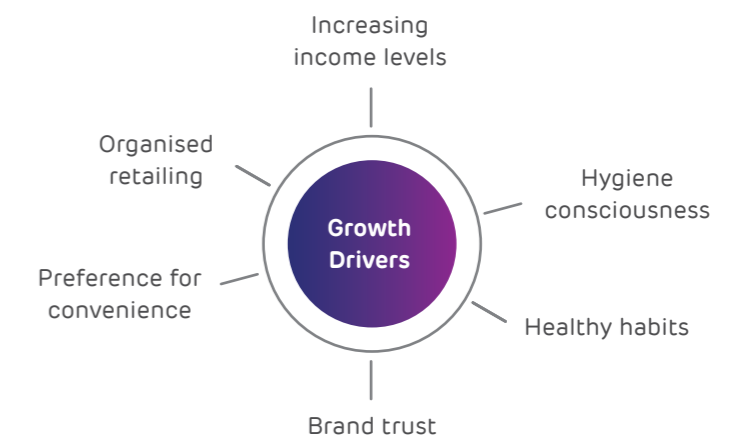 Increasing
income levels
Organised
retailing
Hygiene
consciousness
Growth
Drivers
Preference for
convenience
Healthy habits
Brand trust